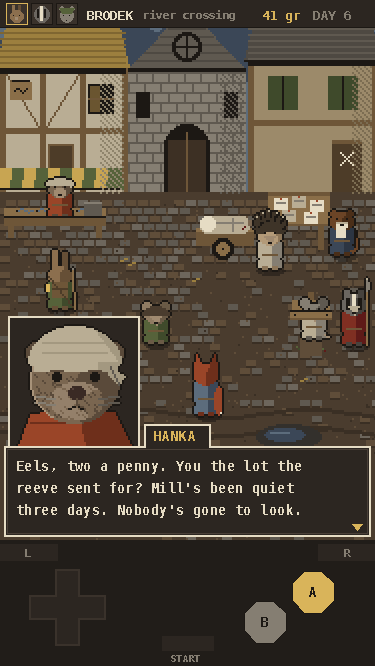 BRODEK river crossing 41 gr DAY 6
HANKA
Eels, two a penny. You the lot the
reeve sent for? Mill's been quiet
three days. Nobody's gone to look.
L R
A
B
START